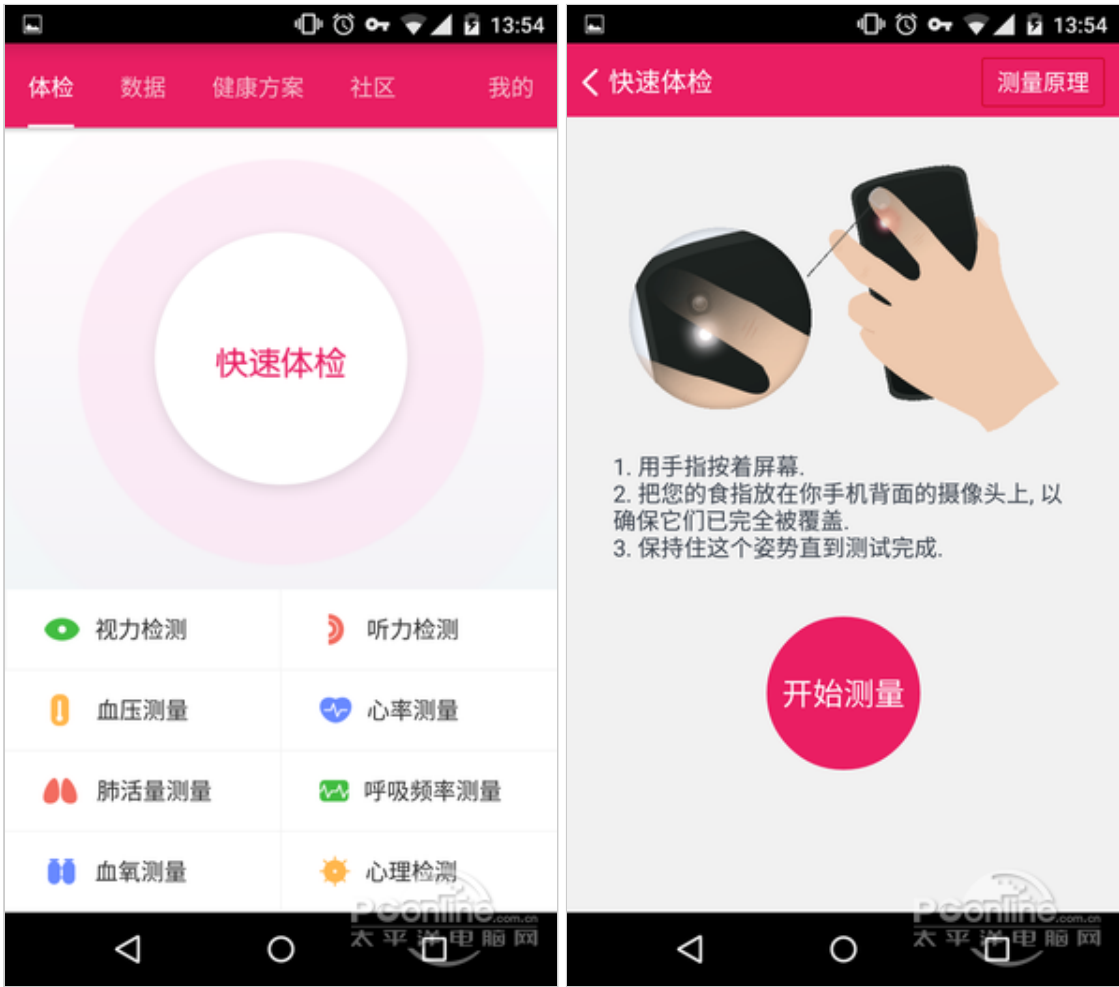 13:54
体检 数据 健康方案 社区 我的
快速体检
视力检测 听力检测
血压测量 心率测量
肺活量测量 呼吸频率测量
血氧测量 心理检测
PConline.com.cn
太平洋电脑网
13:54
快速体检 测量原理
1. 用手指按着屏幕.
2. 把您的食指放在你手机背面的摄像头上, 以
确保它们已完全被覆盖.
3. 保持住这个姿势直到测试完成.
开始测量
PConline.com.cn
太平洋电脑网